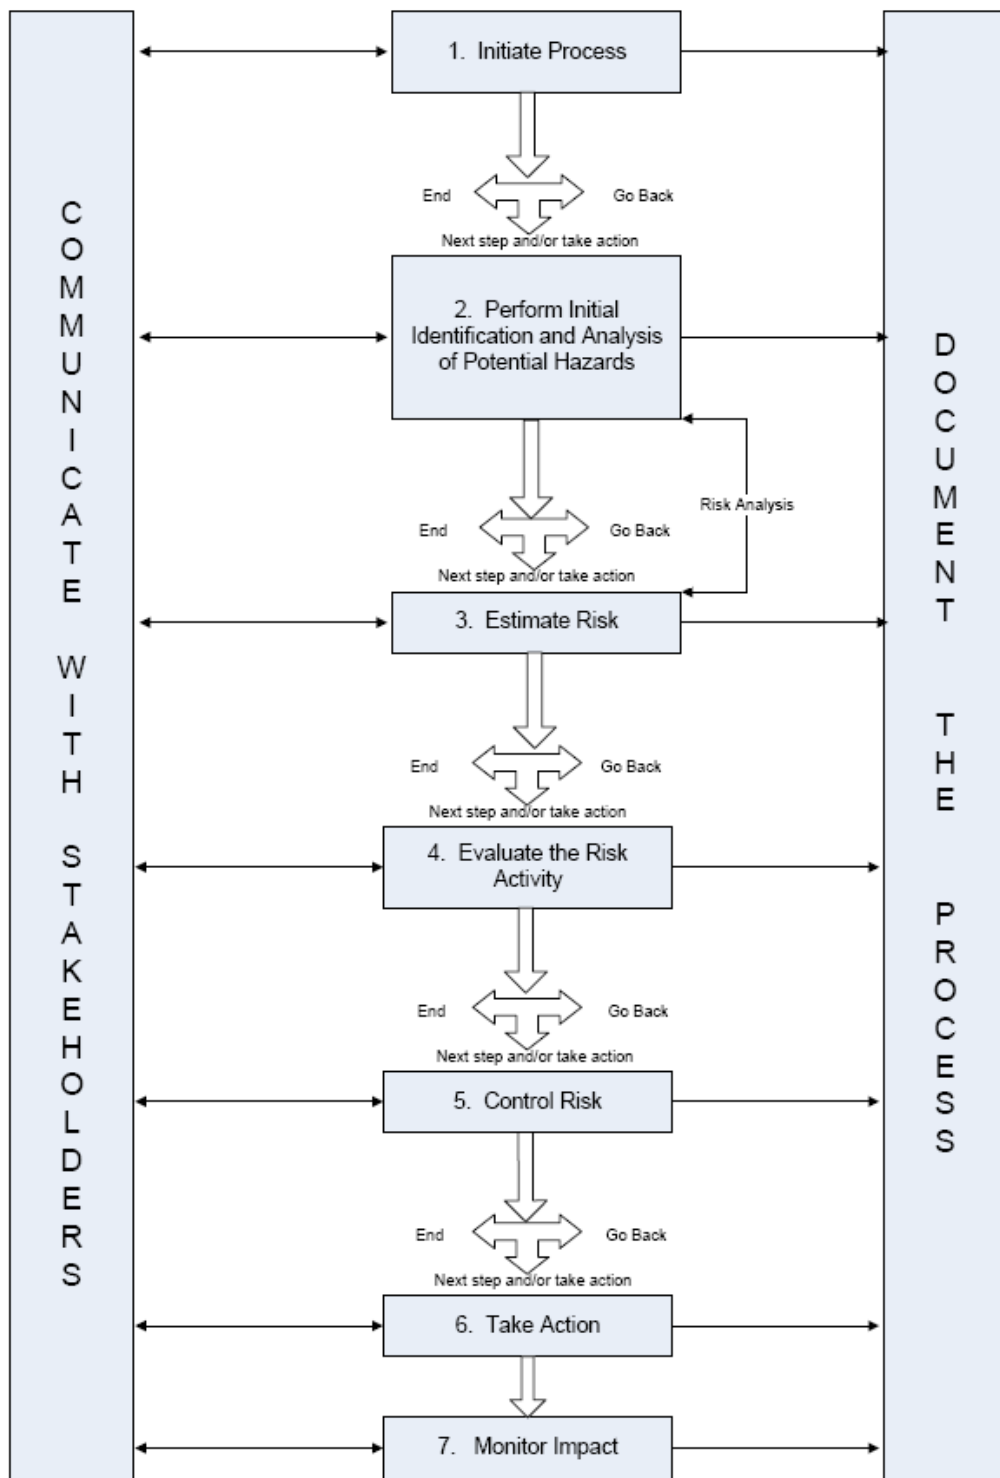 COMMUNICATE WITH STAKEHOLDERS
1. Initiate Process
End
Go Back
Next step and/or take action
2. Perform Initial
Identification and Analysis
of Potential Hazards
Risk Analysis
End
Go Back
Next step and/or take action
3. Estimate Risk
End
Go Back
Next step and/or take action
4. Evaluate the Risk
Activity
End
Go Back
Next step and/or take action
5. Control Risk
End
Go Back
Next step and/or take action
6. Take Action
7. Monitor Impact
DOCUMENT THE PROCESS